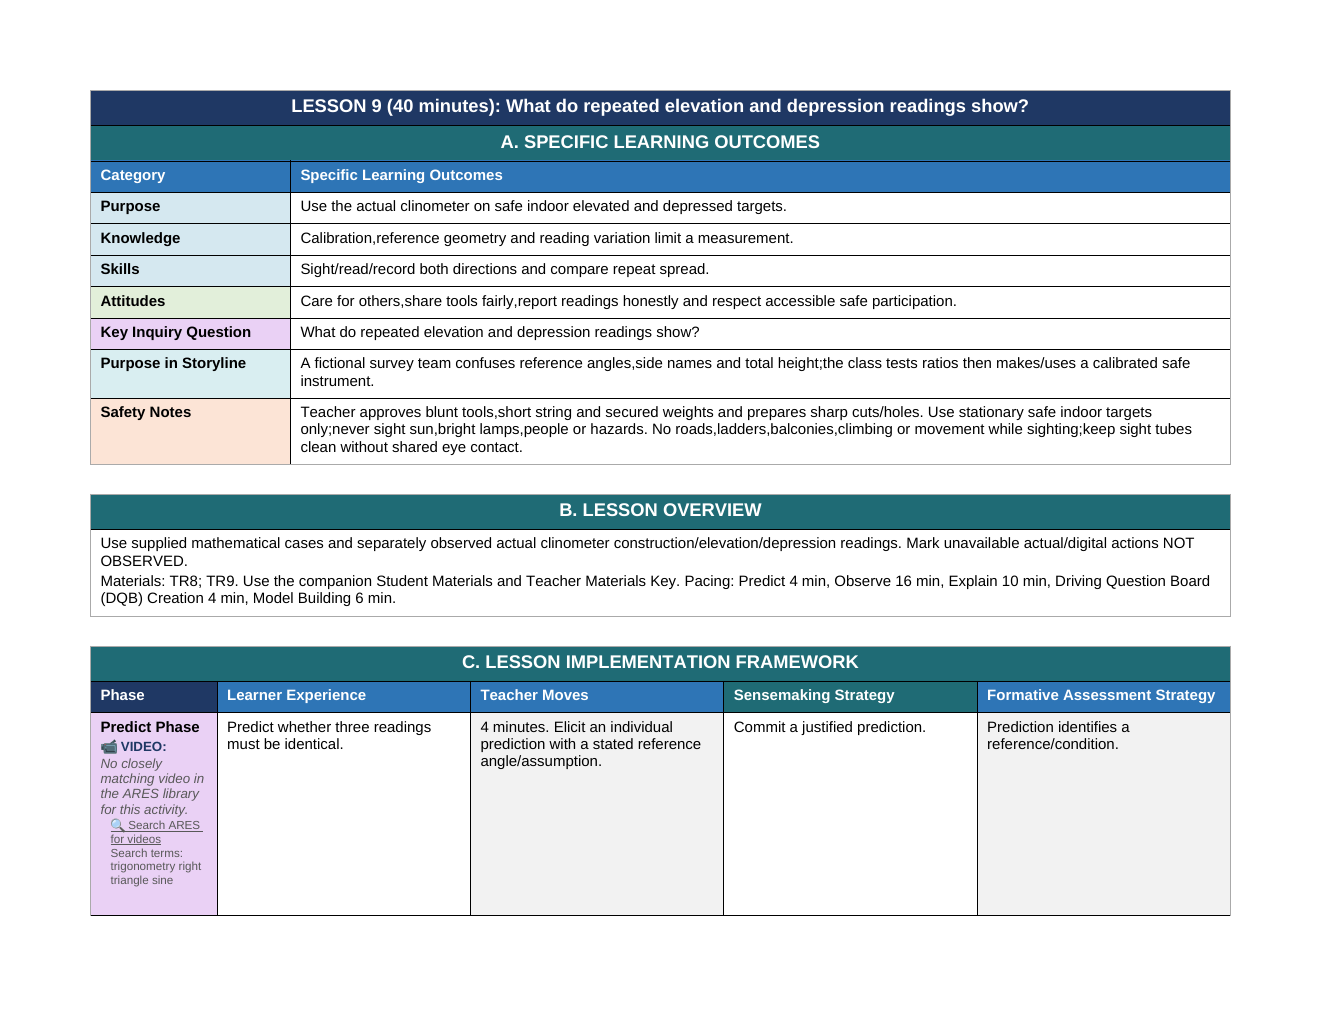 LESSON 9 (40 minutes): What do repeated elevation and depression readings show?
A. SPECIFIC LEARNING OUTCOMES
Category
Specific Learning Outcomes
Purpose
Use the actual clinometer on safe indoor elevated and depressed targets.
Knowledge
Calibration,reference geometry and reading variation limit a measurement.
Skills
Sight/read/record both directions and compare repeat spread.
Attitudes
Care for others,share tools fairly,report readings honestly and respect accessible safe participation.
Key Inquiry Question
What do repeated elevation and depression readings show?
Purpose in Storyline
A fictional survey team confuses reference angles,side names and total height;the class tests ratios then makes/uses a calibrated safe
instrument.
Safety Notes
Teacher approves blunt tools,short string and secured weights and prepares sharp cuts/holes. Use stationary safe indoor targets
only;never sight sun,bright lamps,people or hazards. No roads,ladders,balconies,climbing or movement while sighting;keep sight tubes
clean without shared eye contact.
B. LESSON OVERVIEW
Use supplied mathematical cases and separately observed actual clinometer construction/elevation/depression readings. Mark unavailable actual/digital actions NOT
OBSERVED.
Materials: TR8; TR9. Use the companion Student Materials and Teacher Materials Key. Pacing: Predict 4 min, Observe 16 min, Explain 10 min, Driving Question Board
(DQB) Creation 4 min, Model Building 6 min.
C. LESSON IMPLEMENTATION FRAMEWORK
Phase
Learner Experience
Teacher Moves
Sensemaking Strategy
Formative Assessment Strategy
Predict Phase
📹 VIDEO:
No closely
matching video in
the ARES library
for this activity.
🔍 Search ARES
for videos
Search terms:
trigonometry right
triangle sine
Predict whether three readings
must be identical.
4 minutes. Elicit an individual
prediction with a stated reference
angle/assumption.
Commit a justified prediction.
Prediction identifies a
reference/condition.